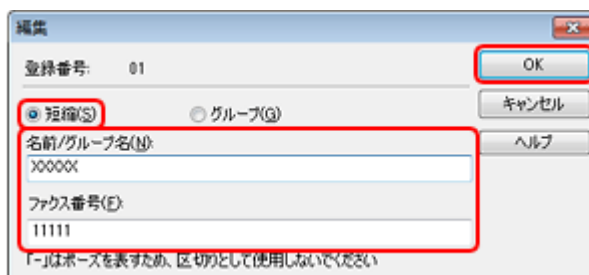 編集
登録番号: 01
OK
短縮(S) グループ(G)
キャンセル
名前/グループ名(N):
ヘルプ
XXXXX
ファクス番号(F):
11111
「-」はポーズを表すため、区切りとして使用しないでください